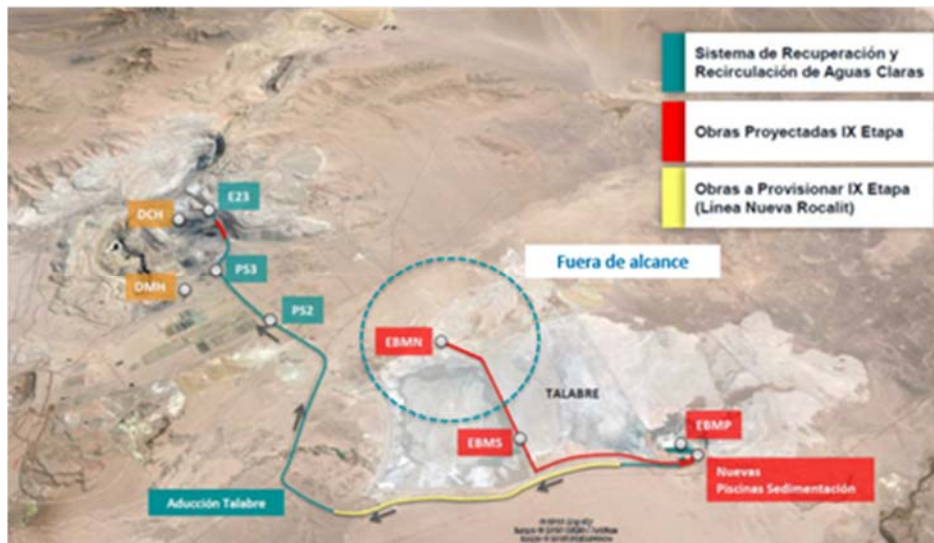 Sistema de Recuperación y
Recirculación de Aguas Claras
Obras Proyectadas IX Etapa
Obras a Provisionar IX Etapa
(Línea Nueva Rocalit)
E23
DCH
Fuera de alcance
PS3
DMH
PS2
EBMN
TALABRE
EBMP
EBMS
Nuevas
Piscinas Sedimentación
Aducción Talabre